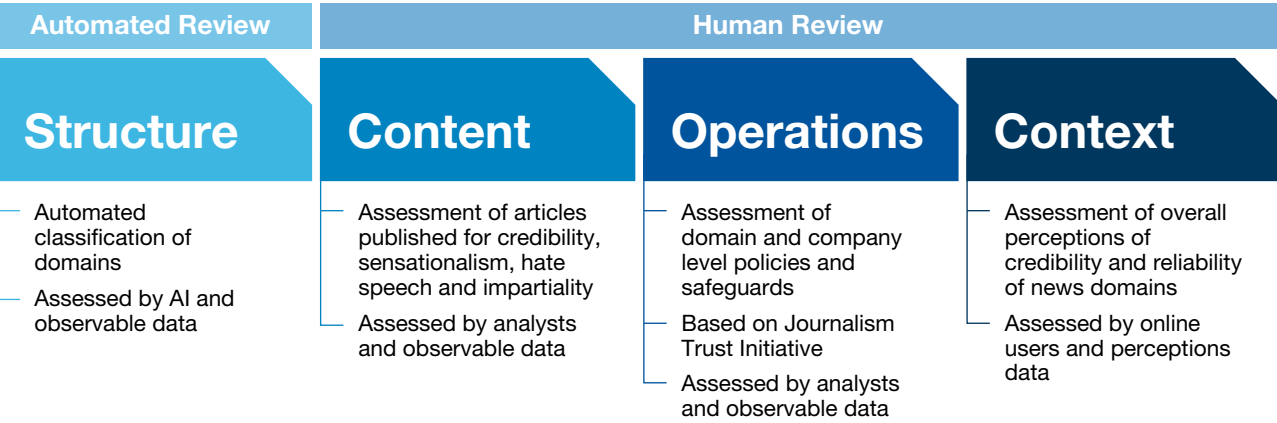 Automated Review
Human Review
Structure
Automated
classification of
domains
Assessed by AI and
observable data
Content
Assessment of articles
published for credibility,
sensationalism, hate
speech and impartiality
Assessed by analysts
and observable data
Operations
Assessment of
domain and company
level policies and
safeguards
Based on Journalism
Trust Initiative
Assessed by analysts
and observable data
Context
Assessment of overall
perceptions of
credibility and reliability
of news domains
Assessed by online
users and perceptions
data